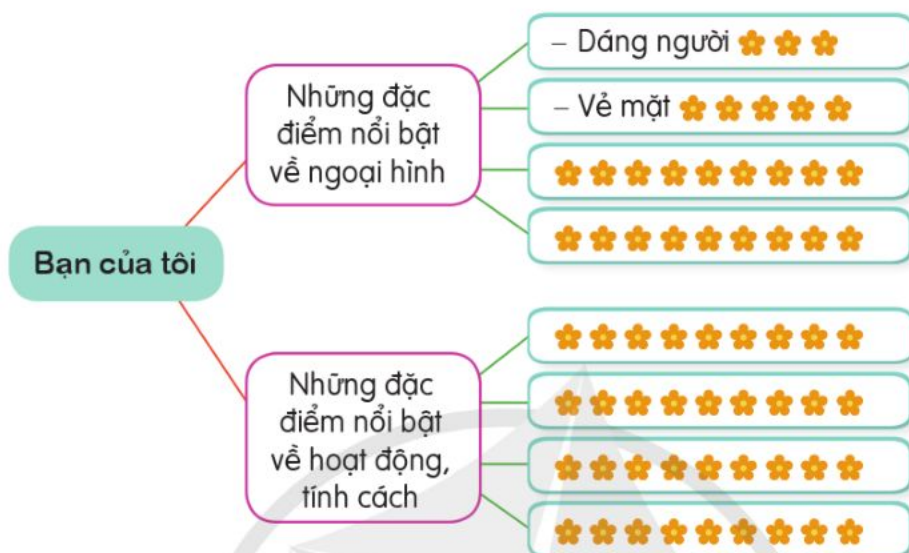 – Dáng người
Những đặc
điểm nổi bật
về ngoại hình
– Vẻ mặt
Bạn của tôi
Những đặc
điểm nổi bật
về hoạt động,
tính cách